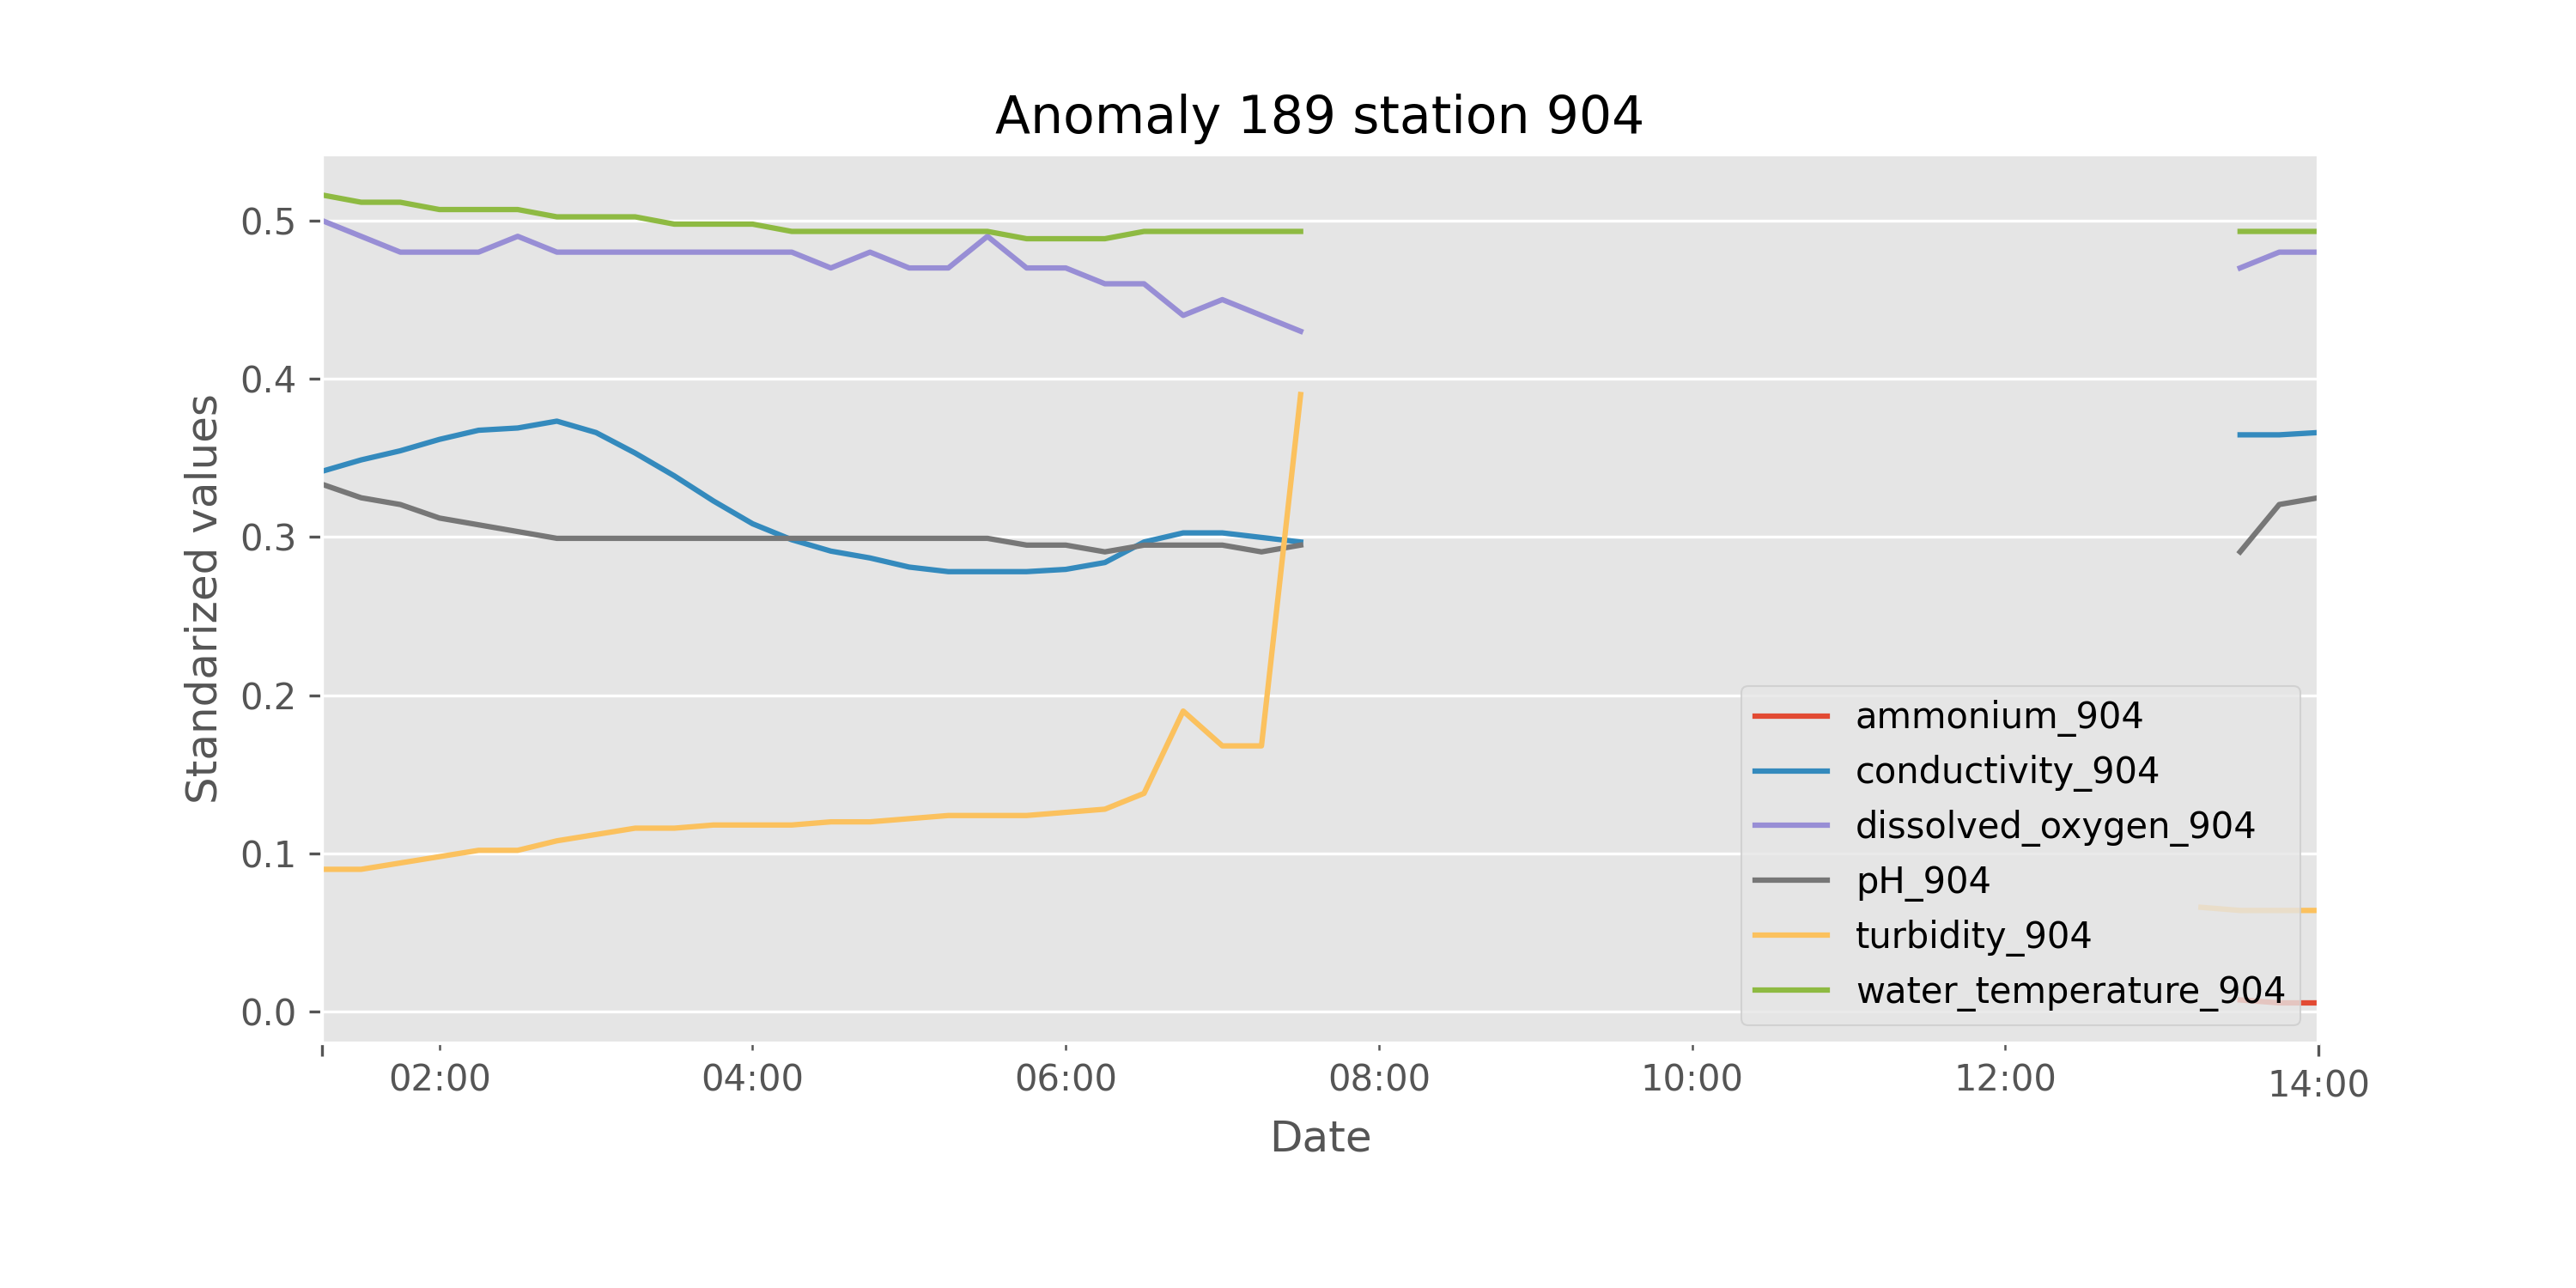 Anomaly 189 station 904
Standarized values
0.5
0.4
0.3
0.2
0.1
0.0
ammonium_904
conductivity_904
dissolved_oxygen_904
pH_904
turbidity_904
water_temperature_904
02:00
04:00
06:00
08:00
10:00
12:00
14:00
Date